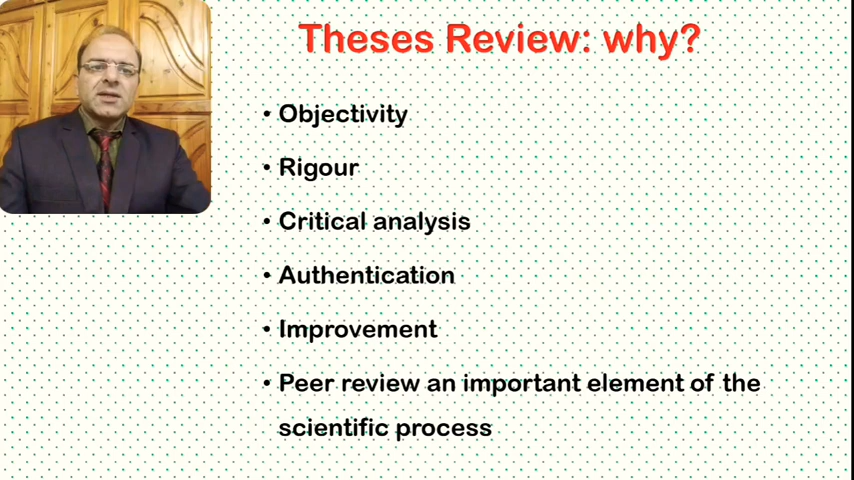 Theses Review: why?
• Objectivity
• Rigour
• Critical analysis
• Authentication
• Improvement
• Peer review an important element of the
scientific process